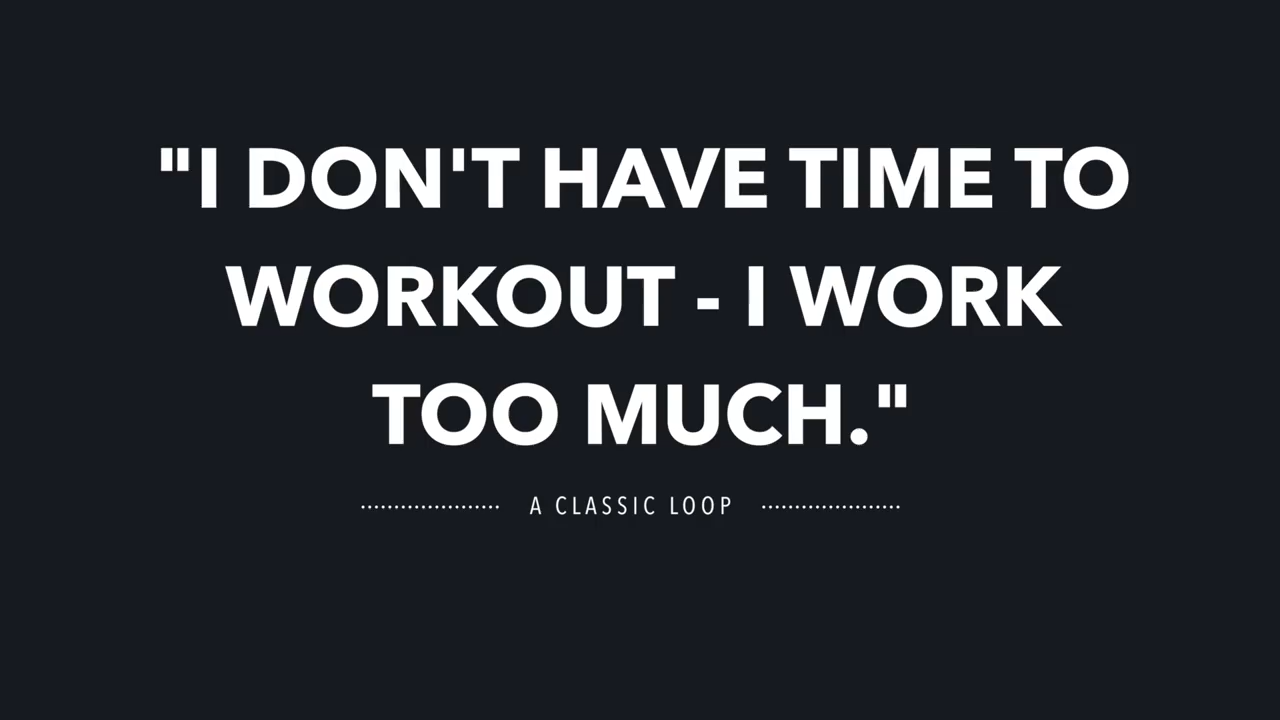 "I DON'T HAVE TIME TO
WORKOUT - I WORK
TOO MUCH."
A CLASSIC LOOP